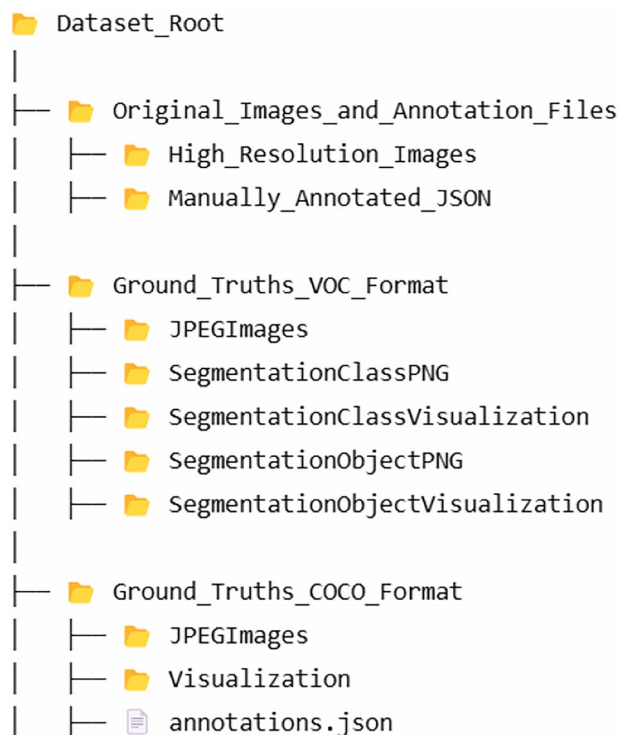 Dataset_Root
Original_Images_and_Annotation_Files
High_Resolution_Images
Manually_Annotated_JSON
Ground_Truths_VOC_Format
JPEGImages
SegmentationClassPNG
SegmentationClassVisualization
SegmentationObjectPNG
SegmentationObjectVisualization
Ground_Truths_COCO_Format
JPEGImages
Visualization
annotations.json